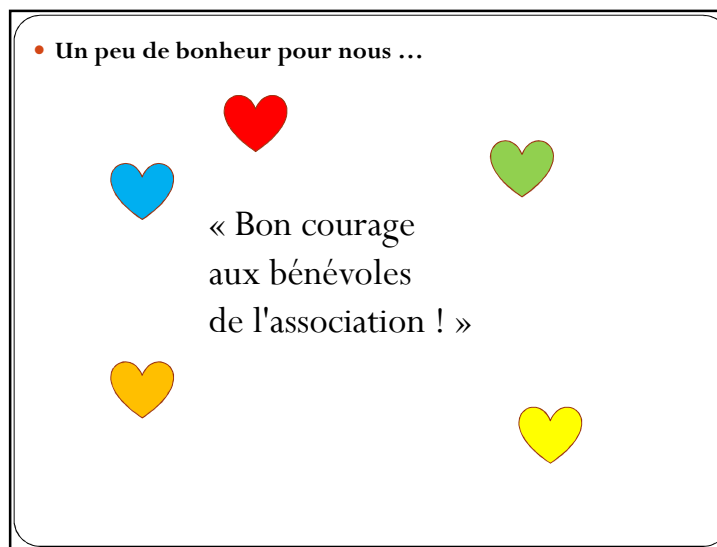 • Un peu de bonheur pour nous …
« Bon courage
aux bénévoles
de l'association ! »